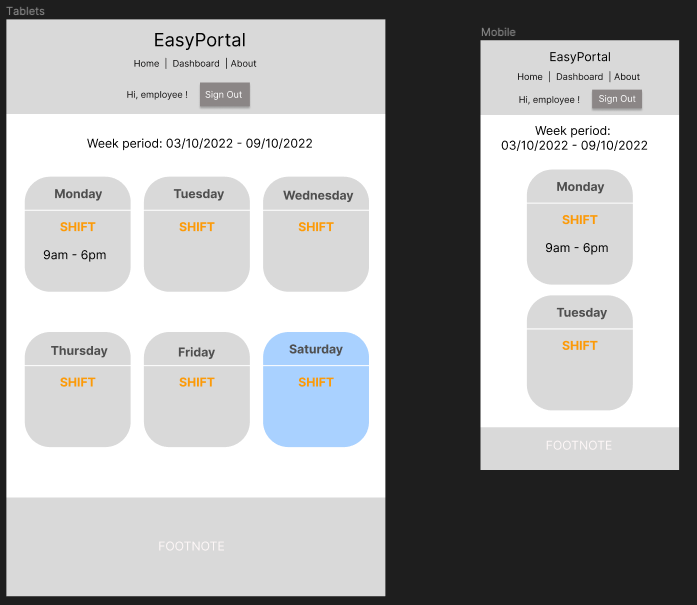 Tablets
EasyPortal
Home | Dashboard | About
Hi, employee ! Sign Out
Week period: 03/10/2022 - 09/10/2022
Monday
SHIFT
9am - 6pm
Tuesday
SHIFT
Wednesday
SHIFT
Thursday
SHIFT
Friday
SHIFT
Saturday
SHIFT
FOOTNOTE
Mobile
EasyPortal
Home | Dashboard | About
Hi, employee ! Sign Out
Week period:
03/10/2022 - 09/10/2022
Monday
SHIFT
9am - 6pm
Tuesday
SHIFT
FOOTNOTE